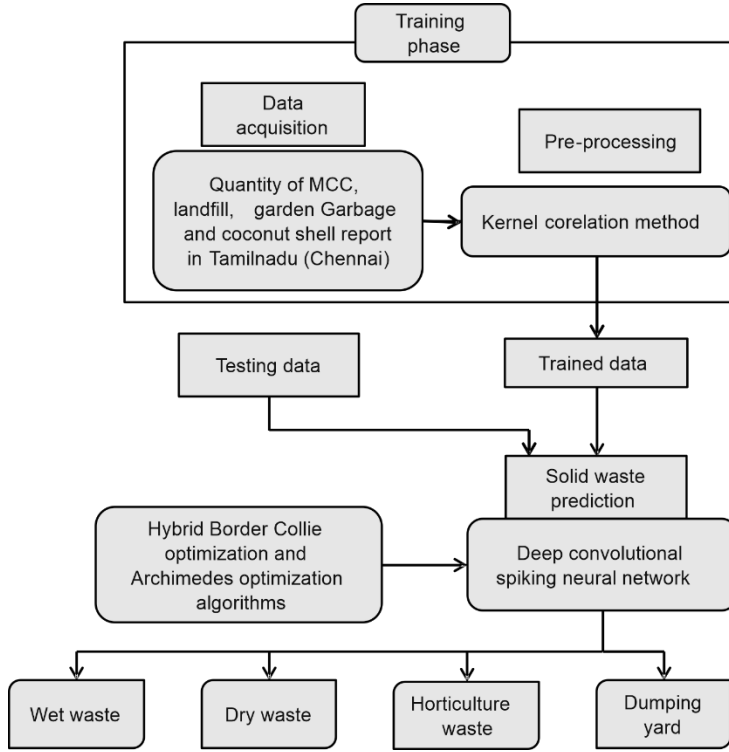 Training
phase
Data
acquisition
Pre-processing
Quantity of MCC,
landfill, garden Garbage
and coconut shell report
in Tamilnadu (Chennai)
Kernel corelation method
Testing data
Trained data
Solid waste
prediction
Hybrid Border Collie
optimization and
Archimedes optimization
algorithms
Deep convolutional
spiking neural network
Wet waste
Dry waste
Horticulture
waste
Dumping
yard